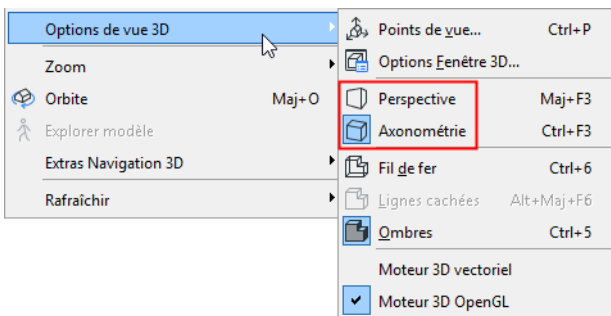 Options de vue 3D
Zoom
Orbite Maj+O
Explorer modèle
Extras Navigation 3D
Rafraîchir
Points de vue... Ctrl+P
Options Fenêtre 3D...
Perspective Maj+F3
Axonométrie Ctrl+F3
Fil de fer Ctrl+6
Lignes cachées Alt+Maj+F6
Ombres Ctrl+5
Moteur 3D vectoriel
Moteur 3D OpenGL